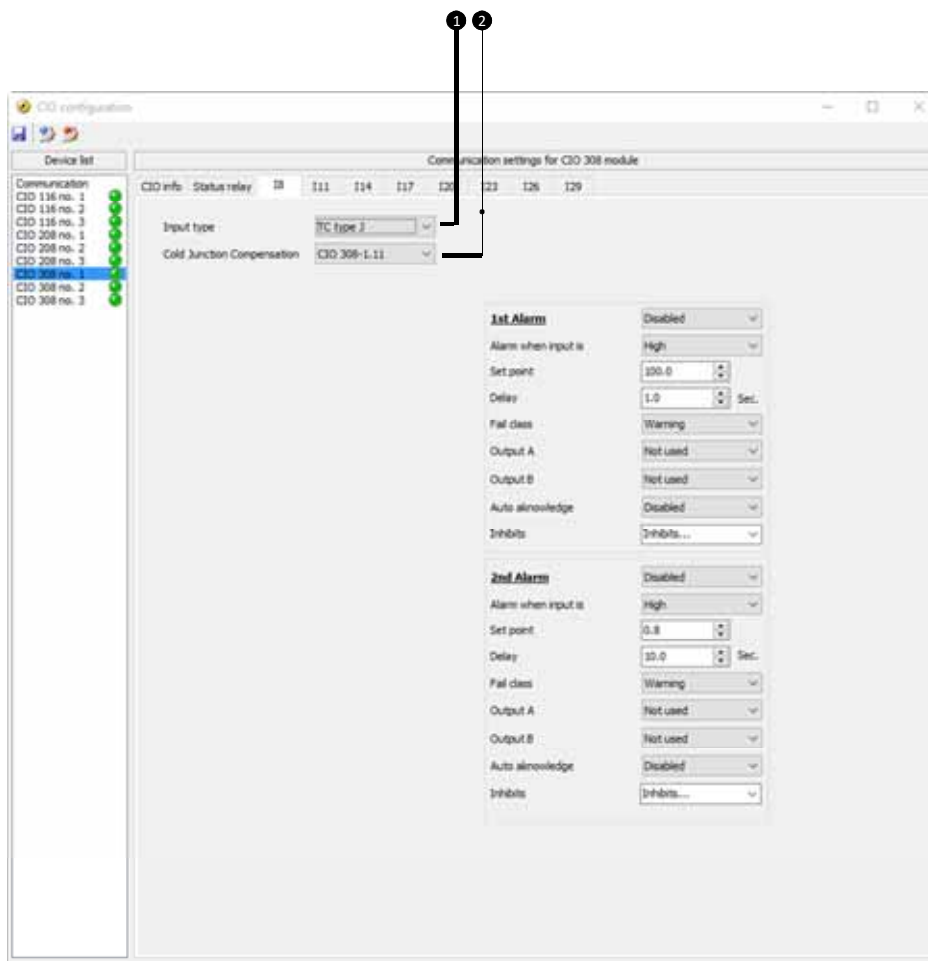 1 2
CIO configuration
Device list
Communication settings for CIO 308 module
Communication
CIO 116 no. 1
CIO 116 no. 2
CIO 116 no. 3
CIO 208 no. 1
CIO 208 no. 2
CIO 208 no. 3
CIO 308 no. 1
CIO 308 no. 2
CIO 308 no. 3
CIO info Status relay I8 I11 I14 I17 I20 I23 I26 I29
Input type TC type J
Cold Junction Compensation CIO 308-1.11
1st Alarm Disabled
Alarm when input is High
Set point 100.0
Delay 1.0 Sec.
Fail class Warning
Output A Not used
Output B Not used
Auto aknowledge Disabled
Inhibits Inhibits...
2nd Alarm Disabled
Alarm when input is High
Set point 0.8
Delay 10.0 Sec.
Fail class Warning
Output A Not used
Output B Not used
Auto aknowledge Disabled
Inhibits Inhibits...